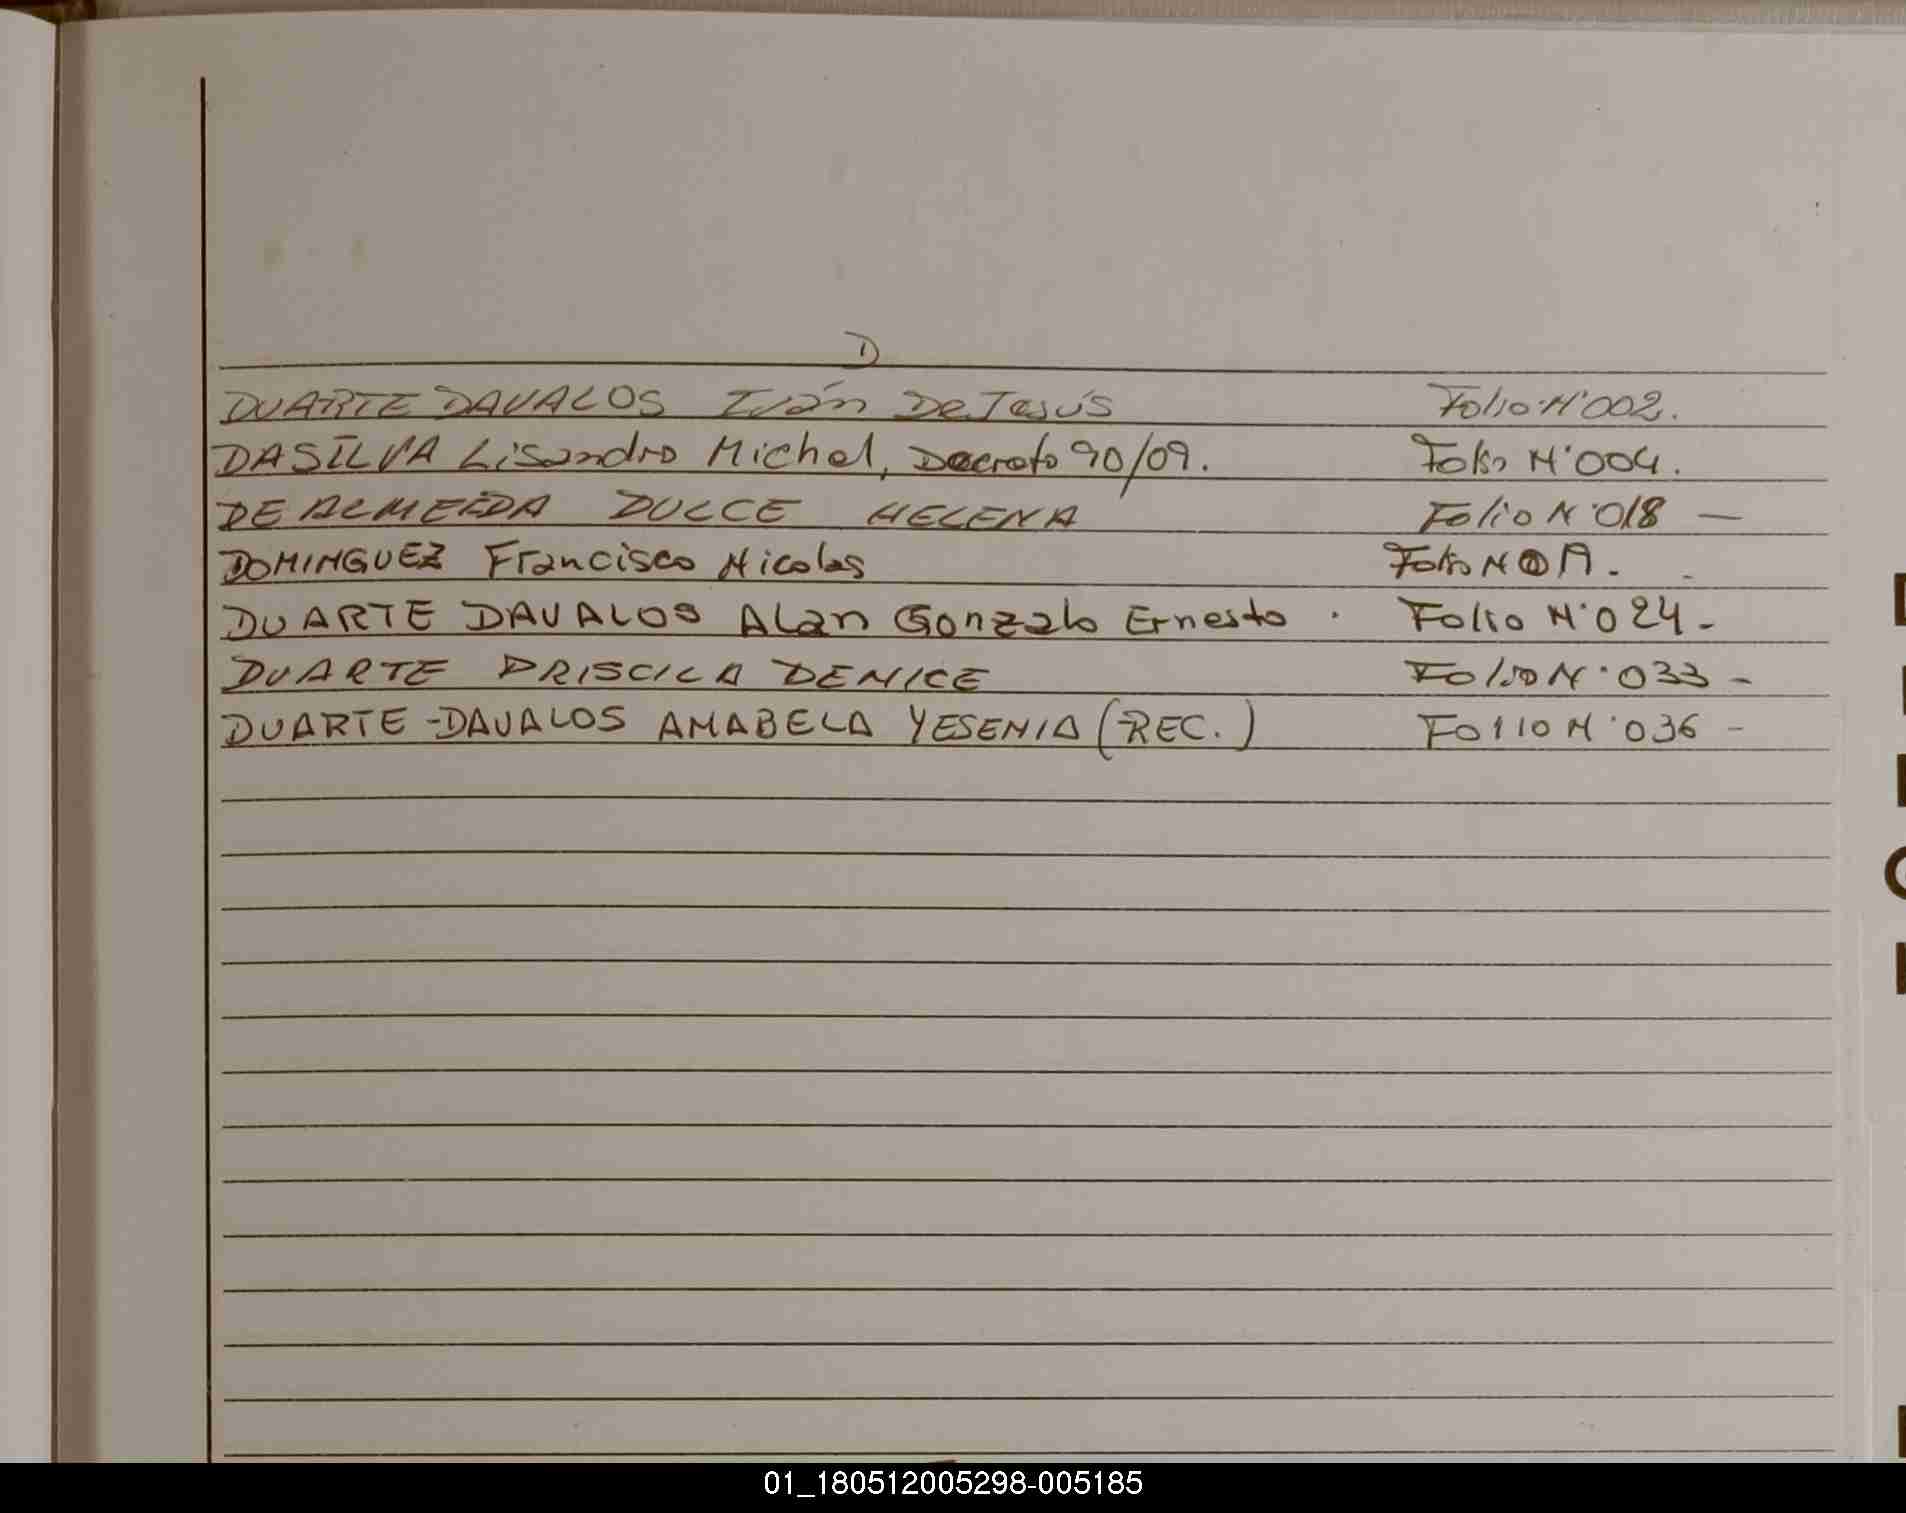 D
DUARTE DAVALOS Iván De Jesús Folio N°002.
DASILVA Lisandro Michel, Decreto 90/09. Folio N°004.
DE ALMEIDA DULCE HELENA Folio N°018 —
DOMINGUEZ Francisco Nicolas Folio N
DUARTE DAVALOS Alan Gonzalo Ernesto . Folio N°024-
DUARTE PRISCILA DENICE Folio N°033 -
DUARTE-DAVALOS ANABELA YESENIA (REC.) Folio N°036 -
01_180512005298-005185